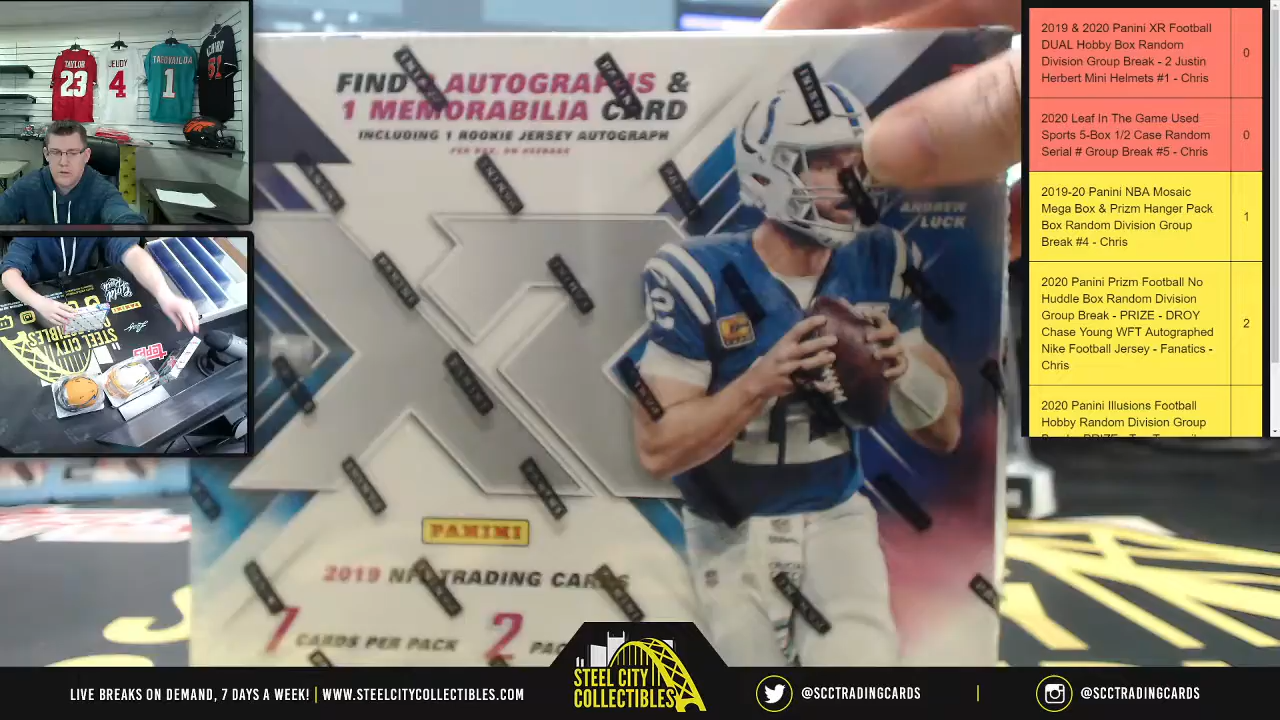 TAYLOR
23
JEUDY
4
TAGOVAILOA
1
FIND AUTOGRAPHS &
1 MEMORABILIA CARD
INCLUDING 1 ROOKIE JERSEY AUTOGRAPH
PER BOX, ON AVERAGE
ANDREW
LUCK
12
PANINI
2019 NFL TRADING CARDS
7 CARDS PER PACK 2
STEEL CITY
COLLECTIBLES
LIVE BREAKS ON DEMAND, 7 DAYS A WEEK! | WWW.STEELCITYCOLLECTIBLES.COM
@SCCTRADINGCARDS | @SCCTRADINGCARDS
2019 & 2020 Panini XR Football
DUAL Hobby Box Random
Division Group Break - 2 Justin
Herbert Mini Helmets #1 - Chris
0
2020 Leaf In The Game Used
Sports 5-Box 1/2 Case Random
Serial # Group Break #5 - Chris
0
2019-20 Panini NBA Mosaic
Mega Box & Prizm Hanger Pack
Box Random Division Group
Break #4 - Chris
1
2020 Panini Prizm Football No
Huddle Box Random Division
Group Break - PRIZE - DROY
Chase Young WFT Autographed
Nike Football Jersey - Fanatics -
Chris
2
2020 Panini Illusions Football
Hobby Random Division Group